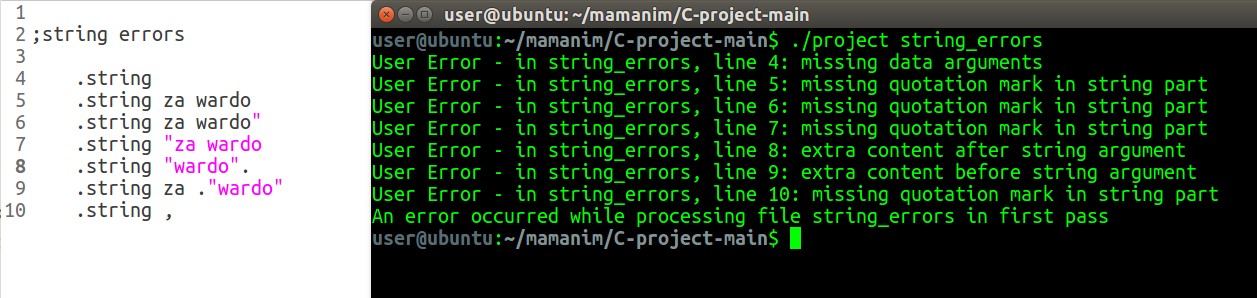 1
2 ;string errors
3
4     .string
5     .string za wardo
6     .string za wardo"
7     .string "za wardo
8     .string "wardo".
9     .string za ."wardo"
10     .string ,
user@ubuntu: ~/mamanim/C-project-main
user@ubuntu:~/mamanim/C-project-main$ ./project string_errors
User Error - in string_errors, line 4: missing data arguments
User Error - in string_errors, line 5: missing quotation mark in string part
User Error - in string_errors, line 6: missing quotation mark in string part
User Error - in string_errors, line 7: missing quotation mark in string part
User Error - in string_errors, line 8: extra content after string argument
User Error - in string_errors, line 9: extra content before string argument
User Error - in string_errors, line 10: missing quotation mark in string part
An error occurred while processing file string_errors in first pass
user@ubuntu:~/mamanim/C-project-main$